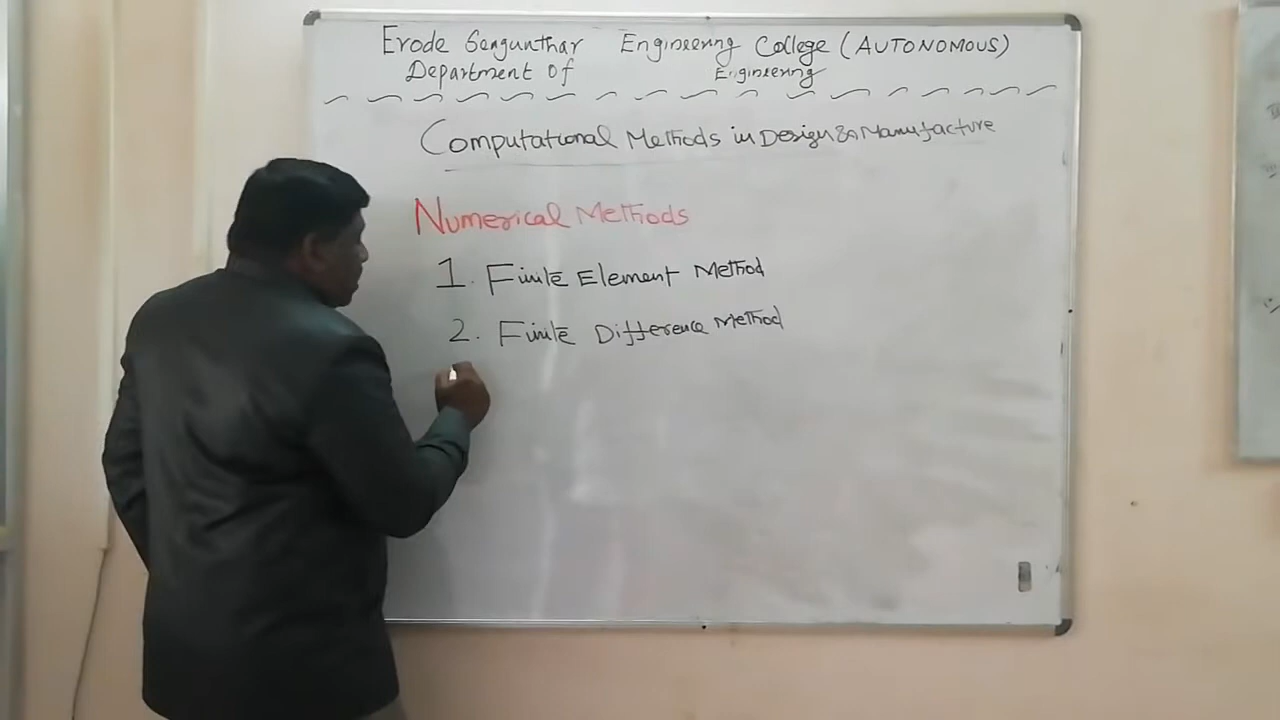 Erode Sengunthar Engineering College (AUTONOMOUS)
Department of Engineering
Computational Methods in Design & Manufacture
Numerical Methods
1. Finite Element Method
2. Finite Difference Method